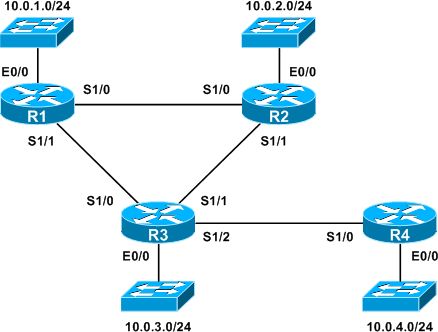 10.0.1.0/24
10.0.2.0/24
E0/0
E0/0
S1/0
S1/0
R1
R2
S1/1
S1/1
S1/0
S1/1
R3
R4
S1/2
S1/0
E0/0
E0/0
10.0.3.0/24
10.0.4.0/24